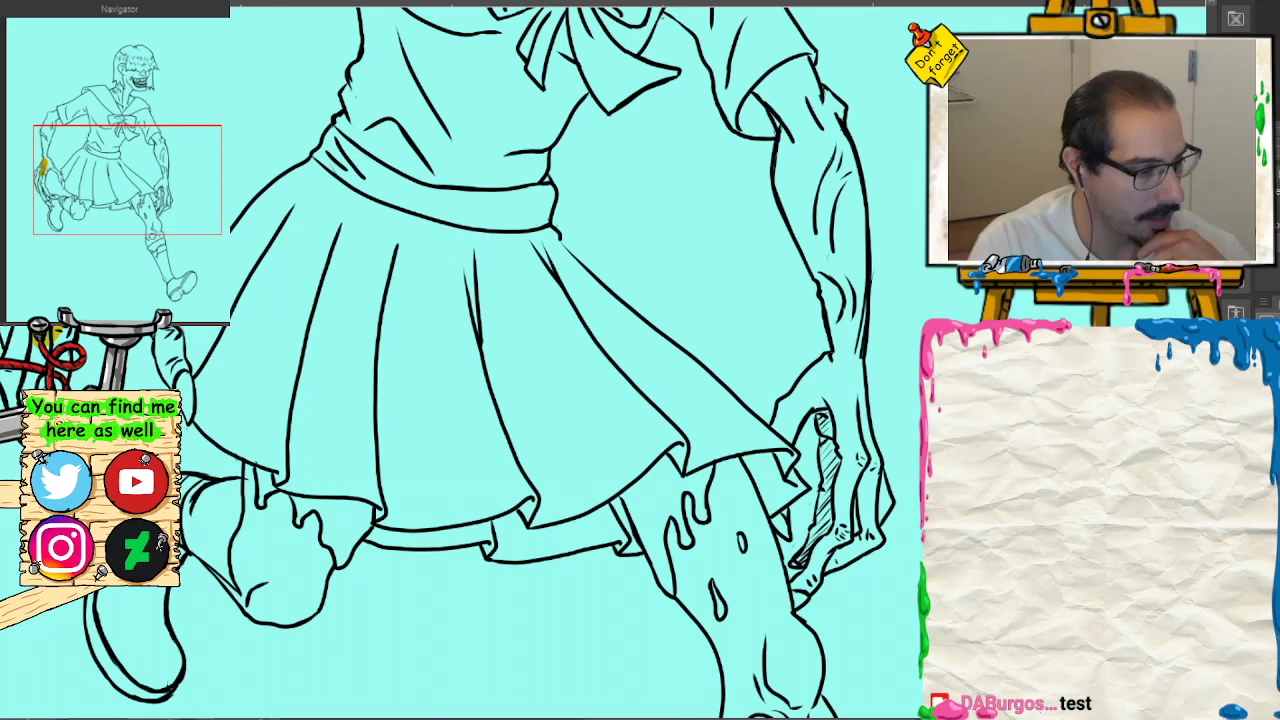 Navigator
Don't
forget
You can find me
here as well
DABurgos... test